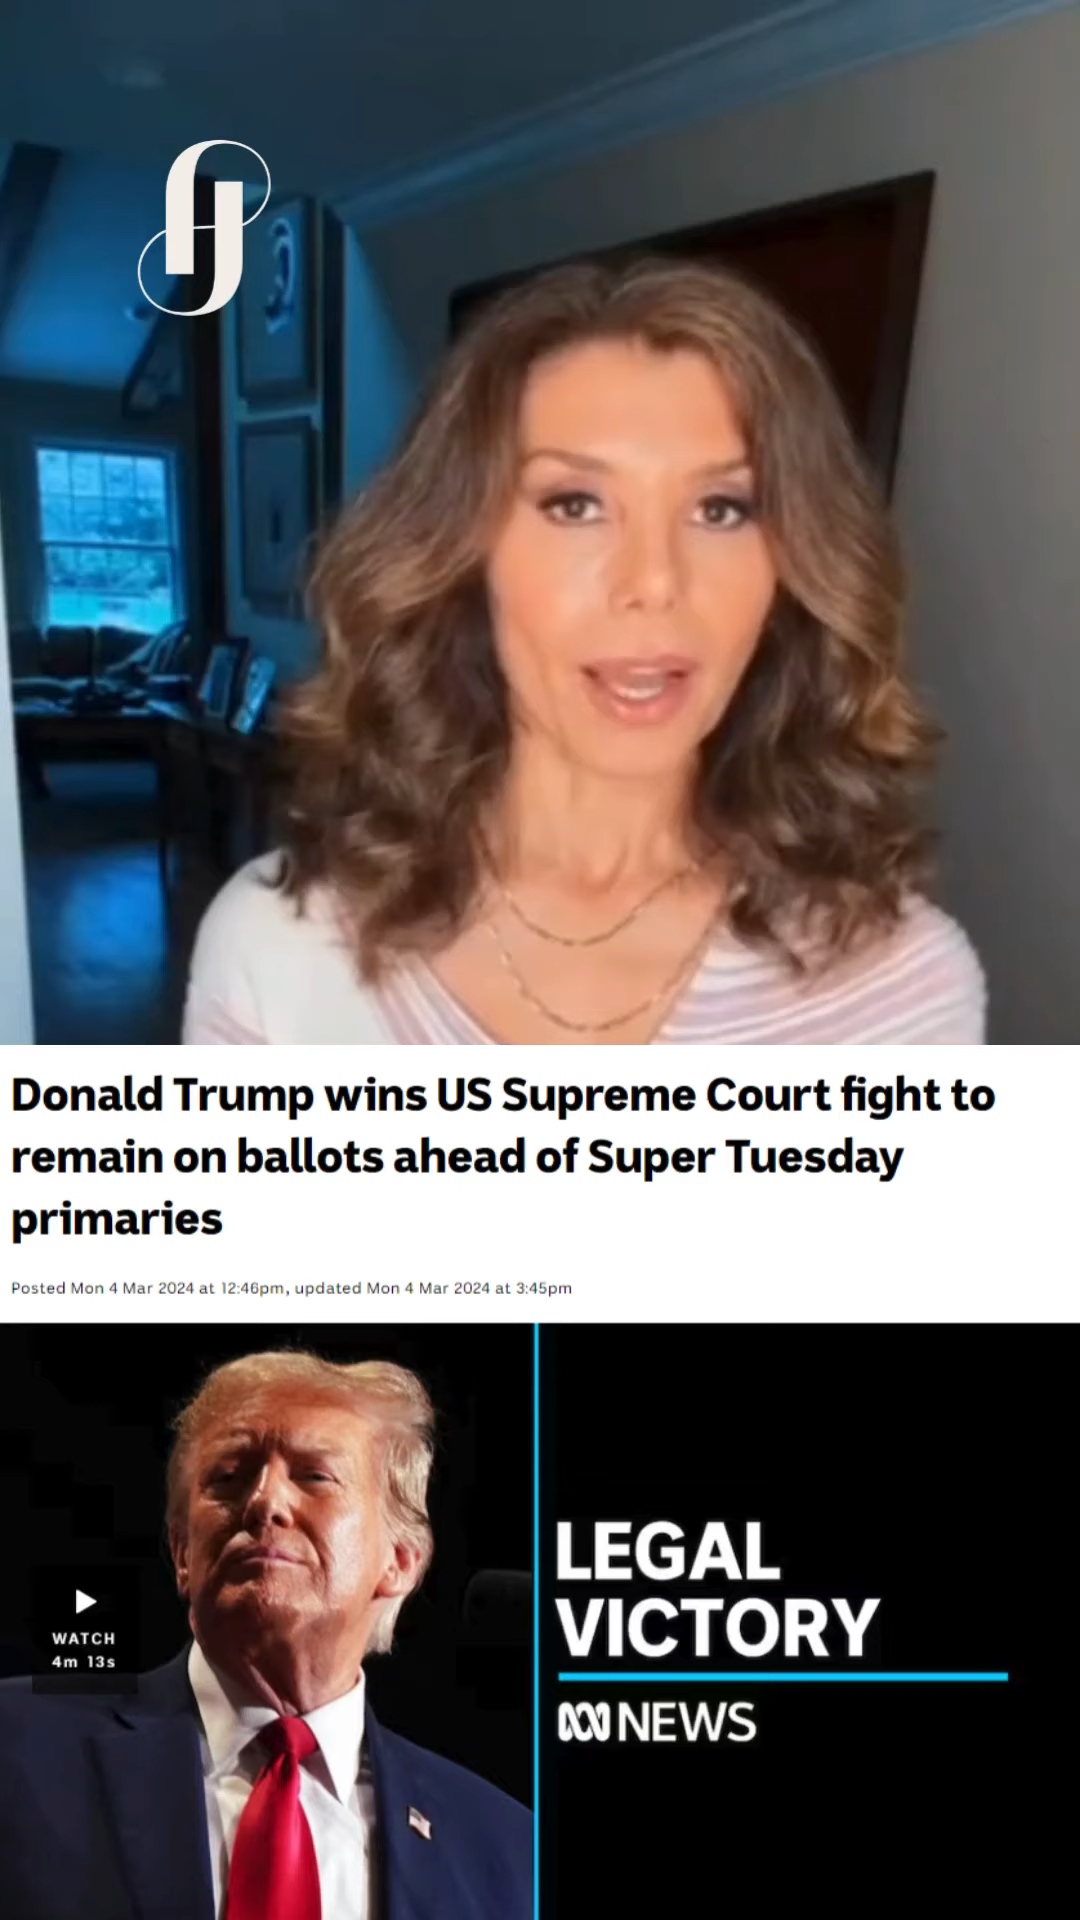 Donald Trump wins US Supreme Court fight to
remain on ballots ahead of Super Tuesday
primaries
Posted Mon 4 Mar 2024 at 12:46pm, updated Mon 4 Mar 2024 at 3:45pm
WATCH
4m 13s
LEGAL
VICTORY
NEWS